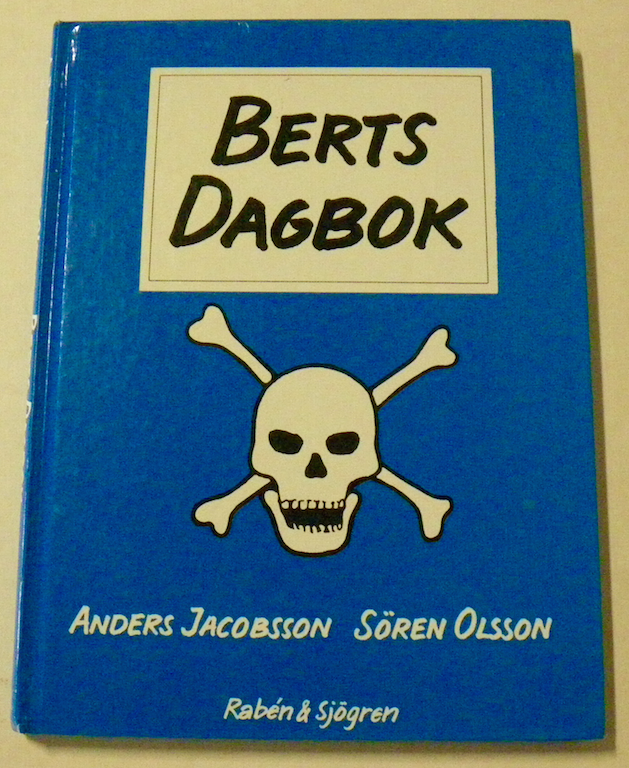 BERTS
DAGBOK
ANDERS JACOBSSON SÖREN OLSSON
Rabén & Sjögren